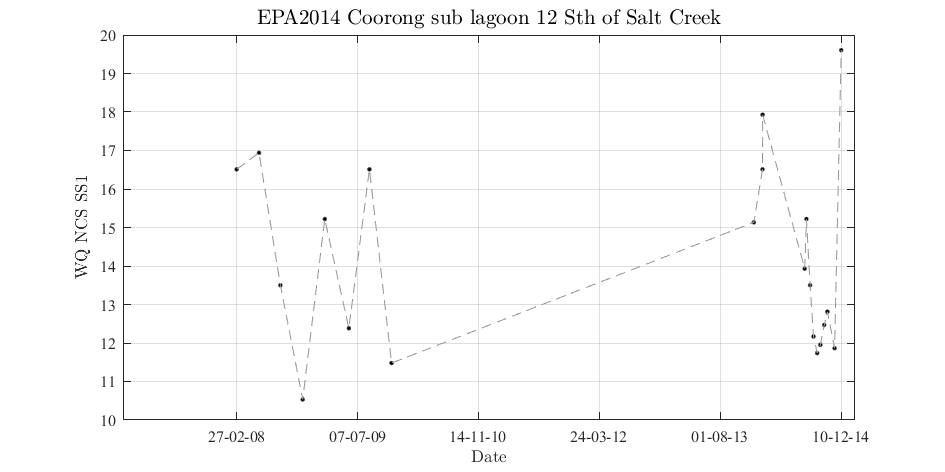 EPA2014 Coorong sub lagoon 12 Sth of Salt Creek
20
19
18
17
16
15
14
13
12
11
10
WQ NCS SS1
27-02-08 07-07-09 14-11-10 24-03-12 01-08-13 10-12-14
Date